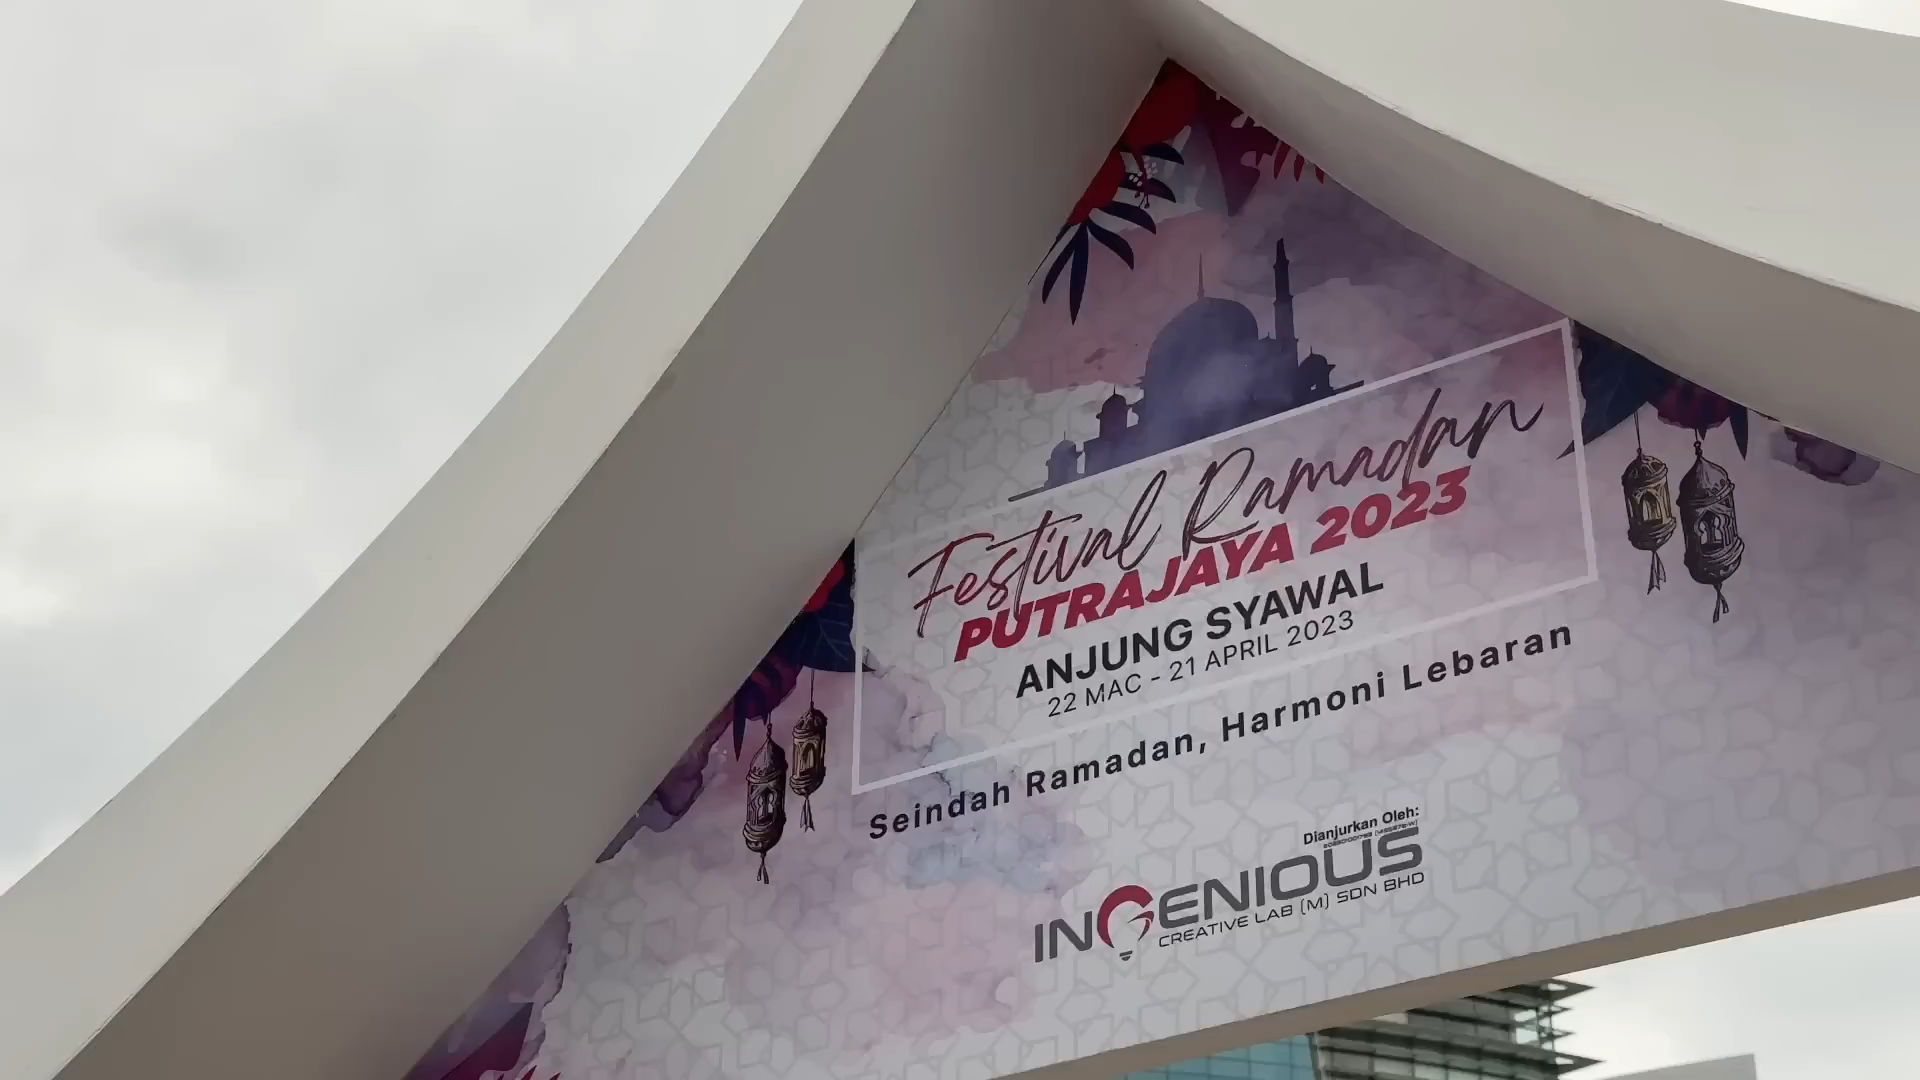 Festival Ramadan
PUTRAJAYA 2023
ANJUNG SYAWAL
22 MAC - 21 APRIL 2023
Seindah Ramadan, Harmoni Lebaran
Dianjurkan Oleh:
INGENIOUS
CREATIVE LAB (M) SDN BHD